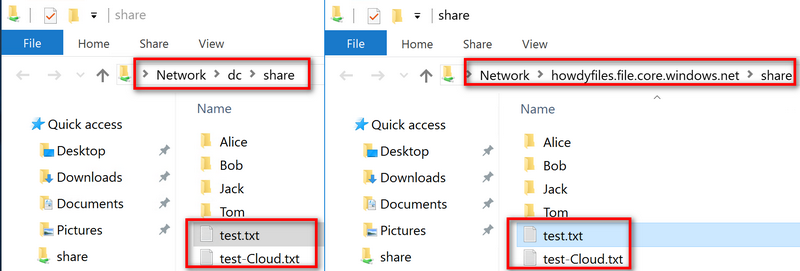 share
File Home Share View
Network dc share
Name
Quick access
Desktop
Downloads
Documents
Pictures
share
Alice
Bob
Jack
Tom
test.txt
test-Cloud.txt
share
File Home Share View
Network howdyfiles.file.core.windows.net share
Name
Quick access
Desktop
Downloads
Documents
Pictures
share
Alice
Bob
Jack
Tom
test.txt
test-Cloud.txt